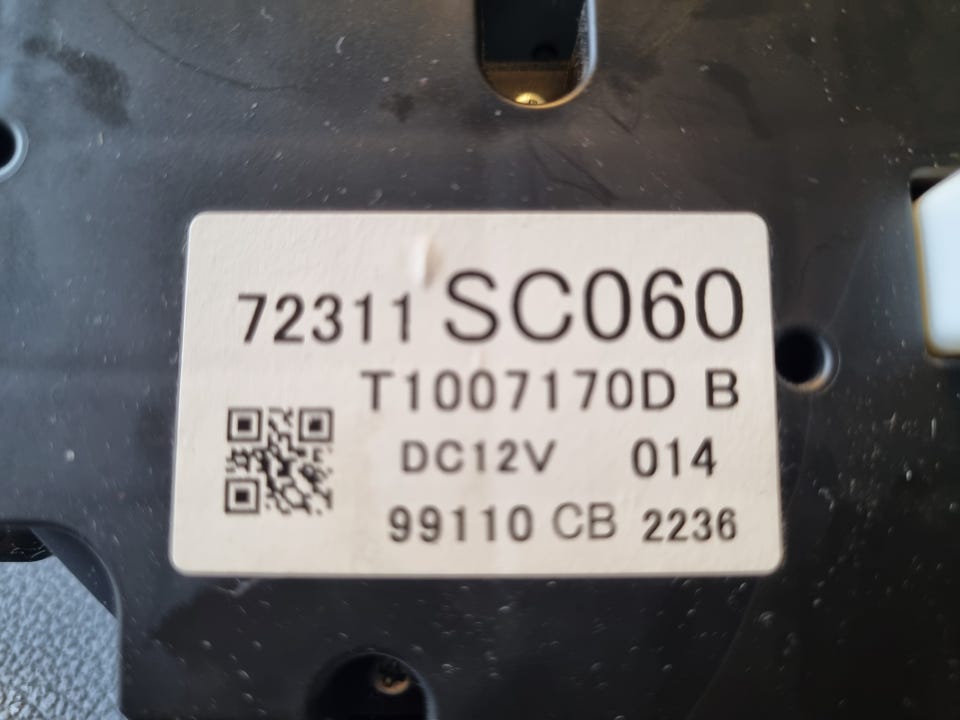 72311 SC060
T1007170D B
DC12V 014
99110 CB 2236